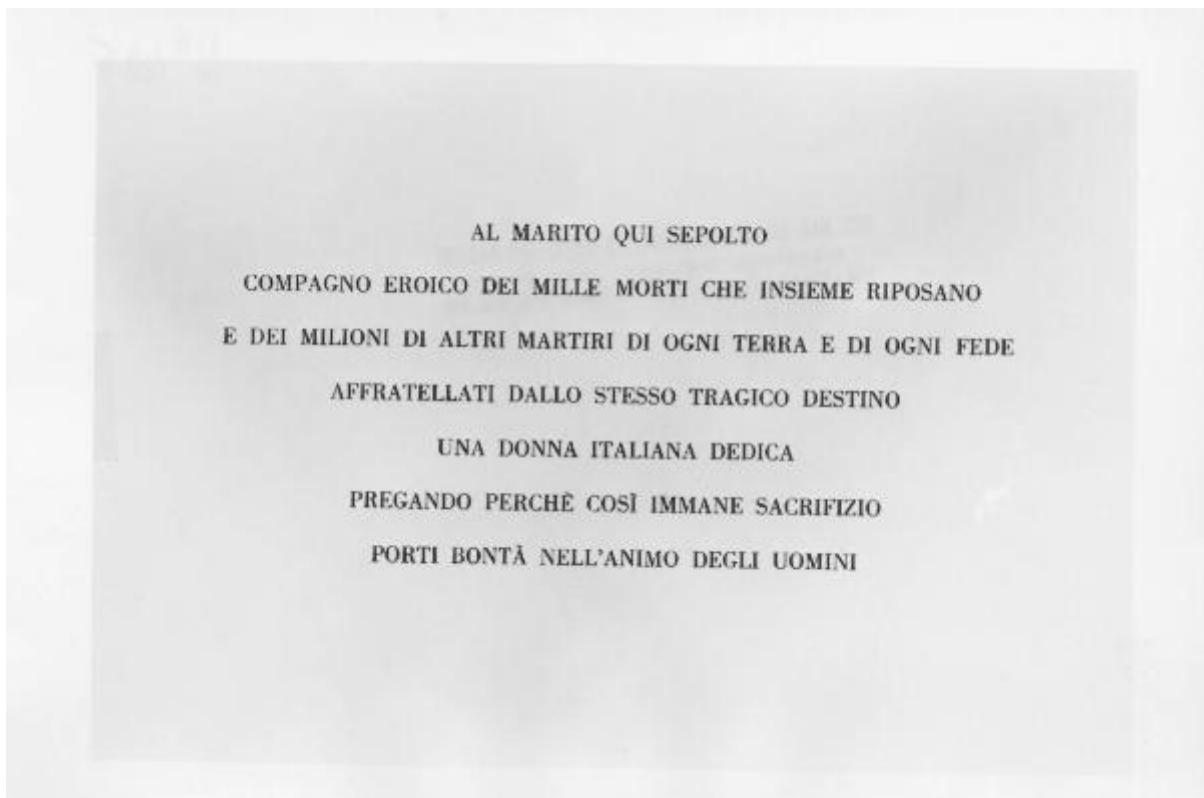 AL MARITO QUI SEPOLTO
COMPAGNO EROICO DEI MILLE MORTI CHE INSIEME RIPOSANO
E DEI MILIONI DI ALTRI MARTIRI DI OGNI TERRA E DI OGNI FEDE
AFFRATELLATI DALLO STESSO TRAGICO DESTINO
UNA DONNA ITALIANA DEDICA
PREGANDO PERCHÈ COSÌ IMMANE SACRIFIZIO
PORTI BONTÀ NELL'ANIMO DEGLI UOMINI